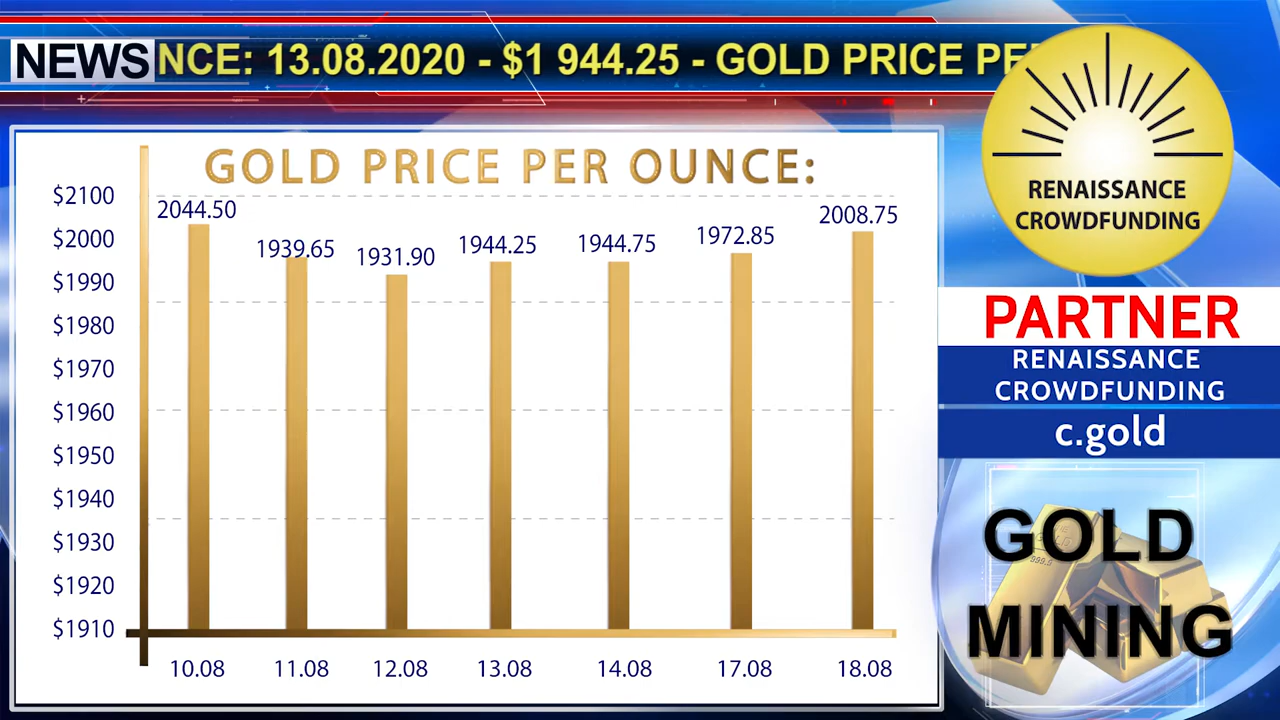 NEWS NCE: 13.08.2020 - $1 944.25 - GOLD PRICE PE
GOLD PRICE PER OUNCE:
$2100
$2000
$1990
$1980
$1970
$1960
$1950
$1940
$1930
$1920
$1910
2044.50
1939.65
1931.90
1944.25
1944.75
1972.85
2008.75
10.08 11.08 12.08 13.08 14.08 17.08 18.08
RENAISSANCE
CROWDFUNDING
PARTNER
RENAISSANCE
CROWDFUNDING
c.gold
999.9
GOLD
MINING